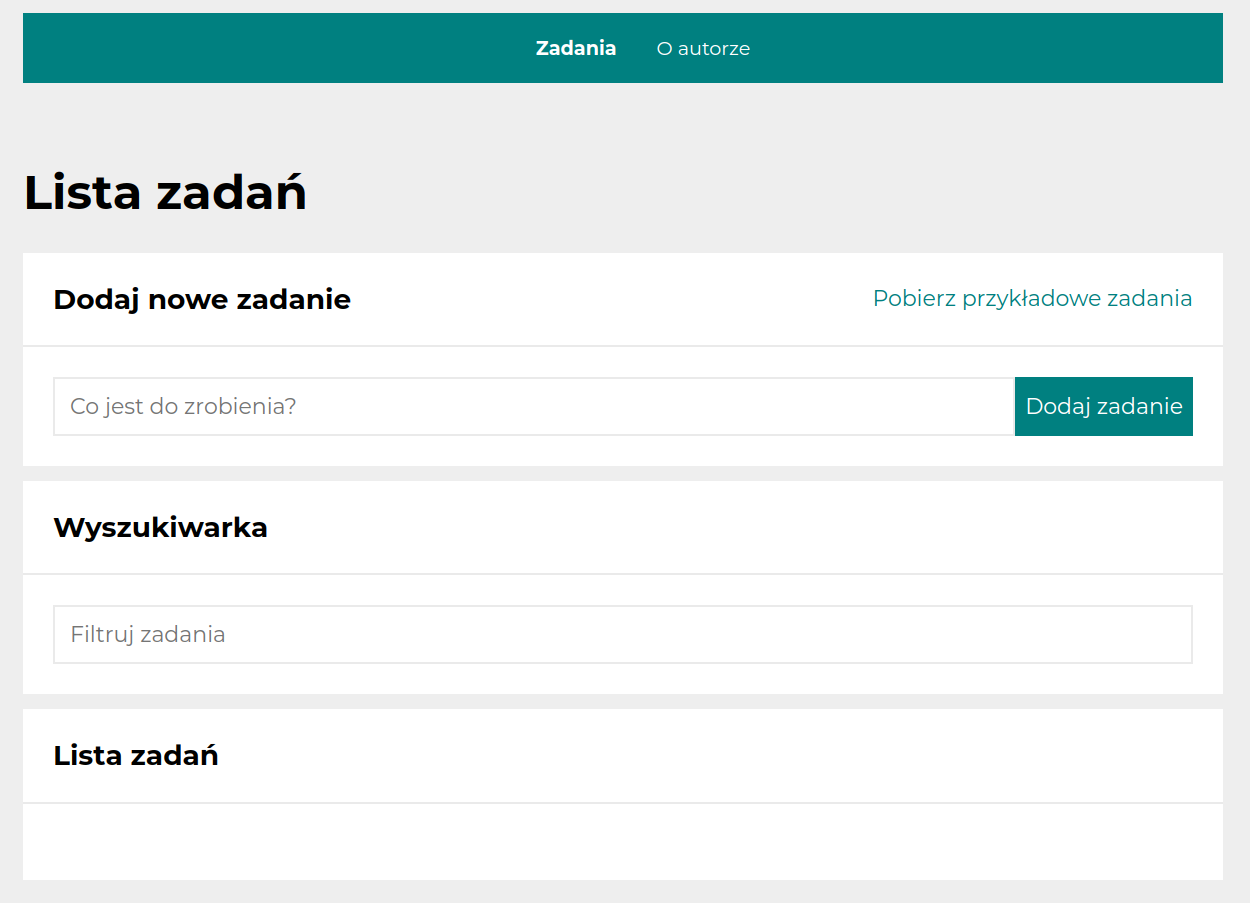 Zadania O autorze
Lista zadań
Dodaj nowe zadanie Pobierz przykładowe zadania
Co jest do zrobienia? Dodaj zadanie
Wyszukiwarka
Filtruj zadania
Lista zadań